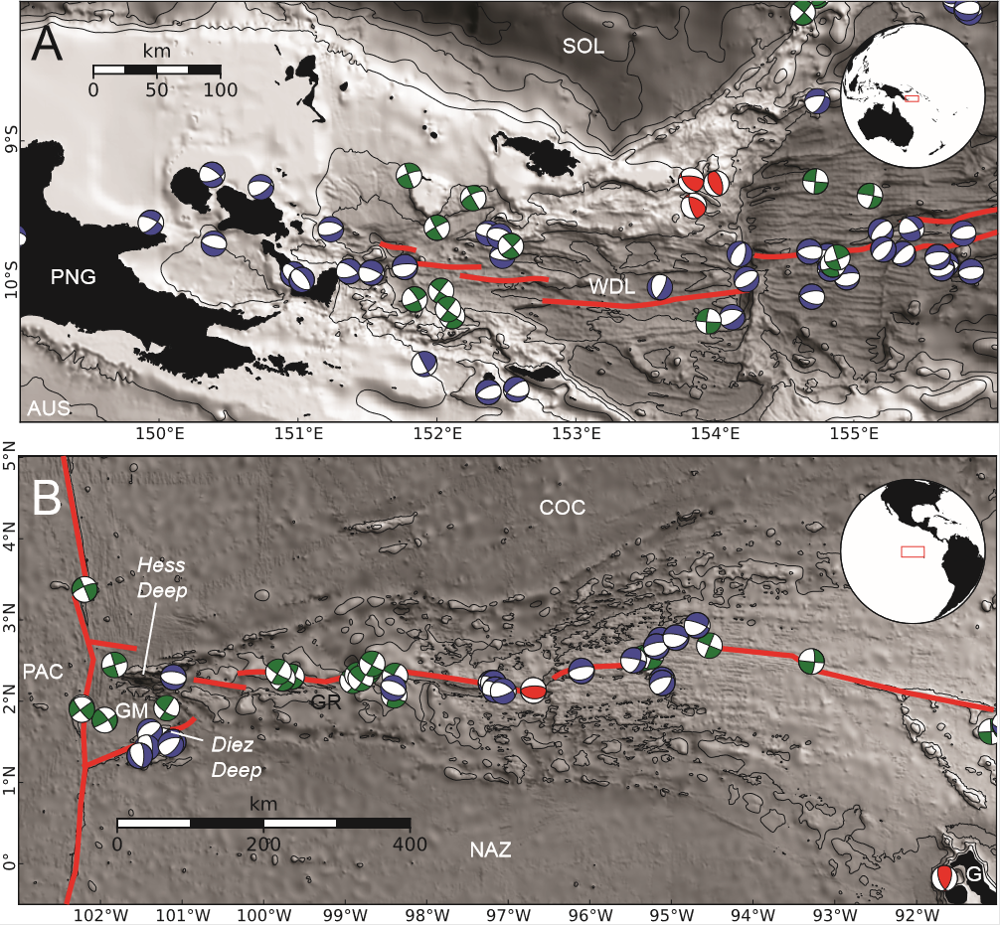 A
km
0 50 100
SOL
9°S
10°S
PNG
WDL
AUS
150°E 151°E 152°E 153°E 154°E 155°E
B
5°N
4°N
3°N
2°N
1°N
0°
COC
Hess
Deep
PAC
GM
GR
Diez
Deep
km
0 200 400
NAZ
G
102°W 101°W 100°W 99°W 98°W 97°W 96°W 95°W 94°W 93°W 92°W